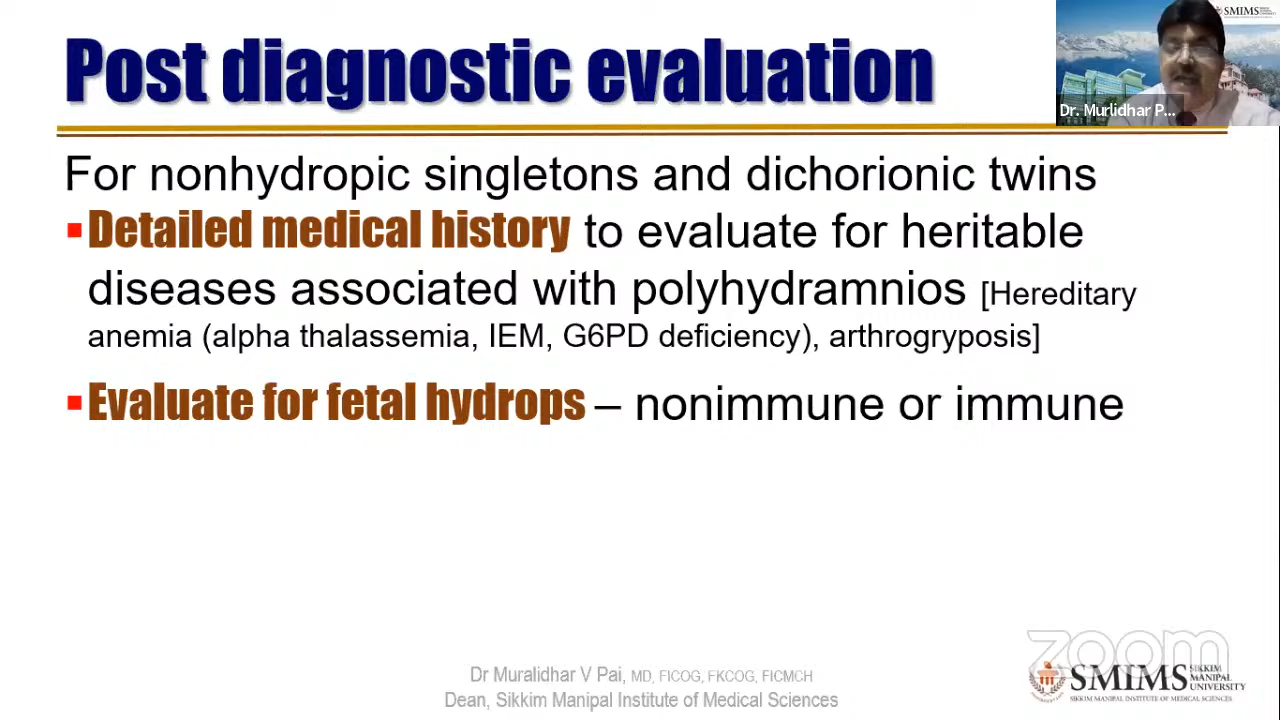 Post diagnostic evaluation
SMIMS
Dr. Murlidhar P...
For nonhydropic singletons and dichorionic twins
▪Detailed medical history to evaluate for heritable
diseases associated with polyhydramnios [Hereditary
anemia (alpha thalassemia, IEM, G6PD deficiency), arthrogryposis]
▪Evaluate for fetal hydrops – nonimmune or immune
zoom
Dr Muralidhar V Pai, MD, FICOG, FKCOG, FICMCH
Dean, Sikkim Manipal Institute of Medical Sciences
SMIMS
SIKKIM
MANIPAL
UNIVERSITY
SIKKIM MANIPAL INSTITUTE OF MEDICAL SCIENCES